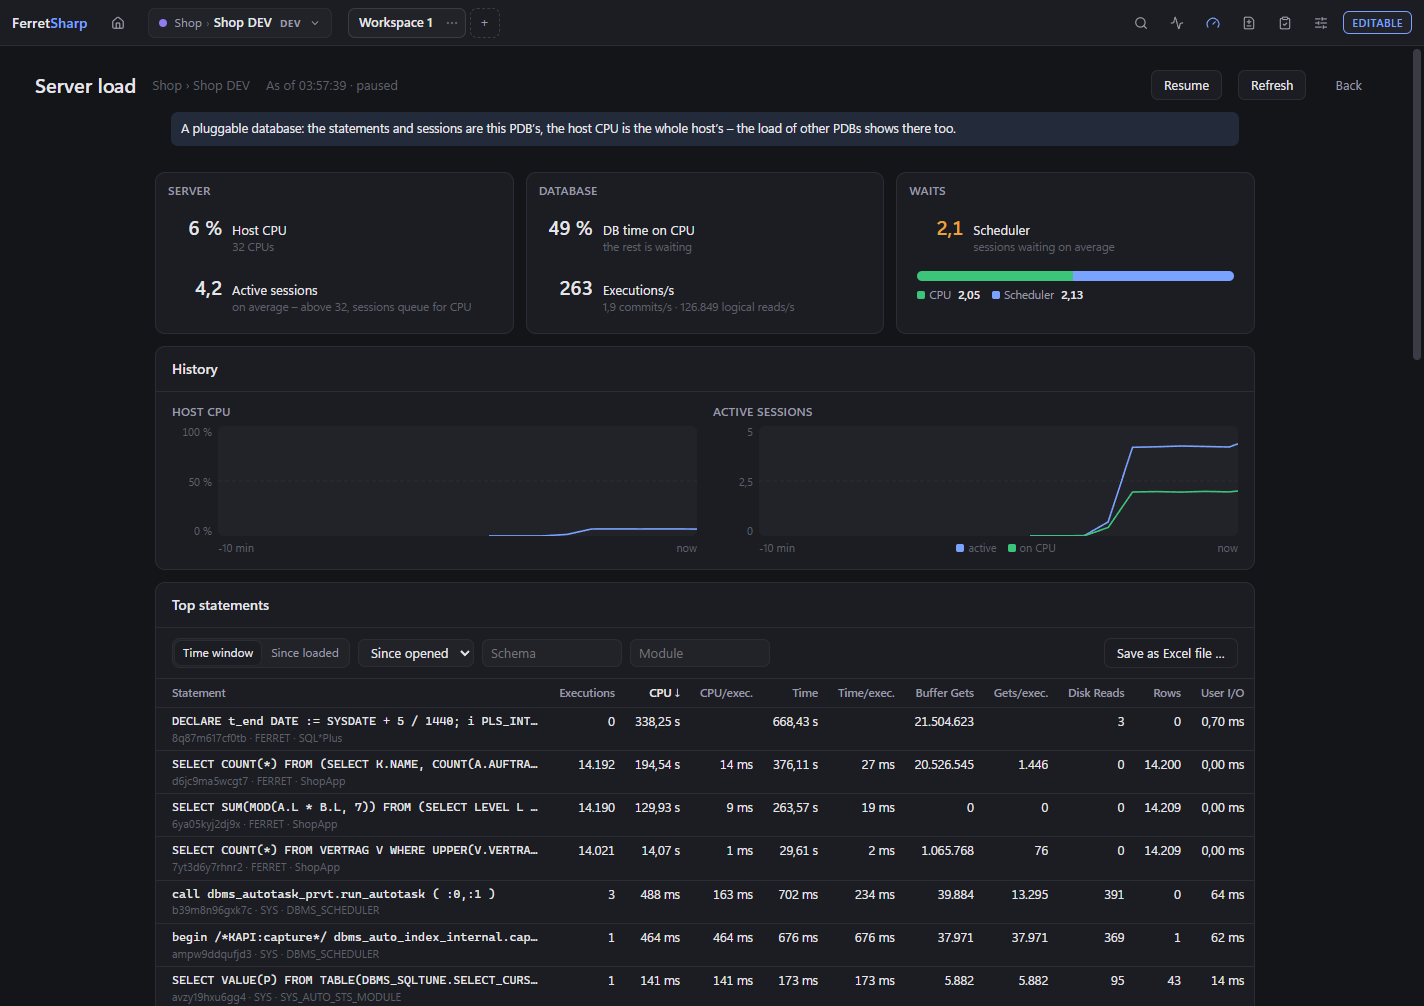 FerretSharp Shop › Shop DEV DEV Workspace 1 ··· + EDITABLE
Server load Shop › Shop DEV As of 03:57:39 · paused Resume Refresh Back
A pluggable database: the statements and sessions are this PDB's, the host CPU is the whole host's – the load of other PDBs shows there too.
SERVER
6 % Host CPU
32 CPUs
4,2 Active sessions
on average – above 32, sessions queue for CPU
DATABASE
49 % DB time on CPU
the rest is waiting
263 Executions/s
1,9 commits/s · 126.849 logical reads/s
WAITS
2,1 Scheduler
sessions waiting on average
CPU 2,05 Scheduler 2,13
History
HOST CPU
100 %
50 %
0 %
-10 min now
ACTIVE SESSIONS
5
2,5
0
-10 min active on CPU now
Top statements
Time window Since loaded Since opened Schema Module Save as Excel file ...
Statement Executions CPU ↓ CPU/exec. Time Time/exec. Buffer Gets Gets/exec. Disk Reads Rows User I/O
DECLARE t_end DATE := SYSDATE + 5 / 1440; i PLS_INT… 0 338,25 s 668,43 s 21.504.623 3 0 0,70 ms
8q87m617cf0tb · FERRET · SQL*Plus
SELECT COUNT(*) FROM (SELECT K.NAME, COUNT(A.AUFTRA… 14.192 194,54 s 14 ms 376,11 s 27 ms 20.526.545 1.446 0 14.200 0,00 ms
d6jc9ma5wcgt7 · FERRET · ShopApp
SELECT SUM(MOD(A.L * B.L, 7)) FROM (SELECT LEVEL L … 14.190 129,93 s 9 ms 263,57 s 19 ms 0 0 0 14.209 0,00 ms
6ya05kyj2dj9x · FERRET · ShopApp
SELECT COUNT(*) FROM VERTRAG V WHERE UPPER(V.VERTRA… 14.021 14,07 s 1 ms 29,61 s 2 ms 1.065.768 76 0 14.209 0,00 ms
7yt3d6y7rhnr2 · FERRET · ShopApp
call dbms_autotask_prvt.run_autotask ( :0,:1 ) 3 488 ms 163 ms 702 ms 234 ms 39.884 13.295 391 0 64 ms
b39m8n96gxk7c · SYS · DBMS_SCHEDULER
begin /*KAPI:capture*/ dbms_auto_index_internal.cap… 1 464 ms 464 ms 676 ms 676 ms 37.971 37.971 369 1 62 ms
ampw9ddqufjd3 · SYS · DBMS_SCHEDULER
SELECT VALUE(P) FROM TABLE(DBMS_SQLTUNE.SELECT_CURS… 1 141 ms 141 ms 173 ms 173 ms 5.882 5.882 95 43 14 ms
avzy19hxu6gg4 · SYS · SYS_AUTO_STS_MODULE